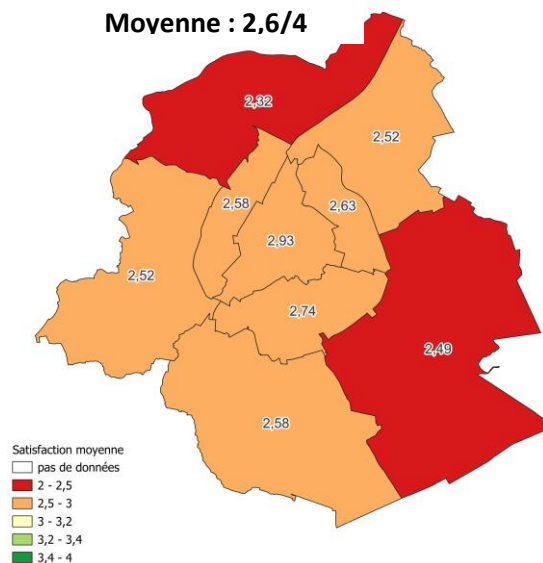 Moyenne : 2,6/4
2,32
2,52
2,58
2,63
2,93
2,52
2,74
2,49
2,58
Satisfaction moyenne
pas de données
2 - 2,5
2,5 - 3
3 - 3,2
3,2 - 3,4
3,4 - 4